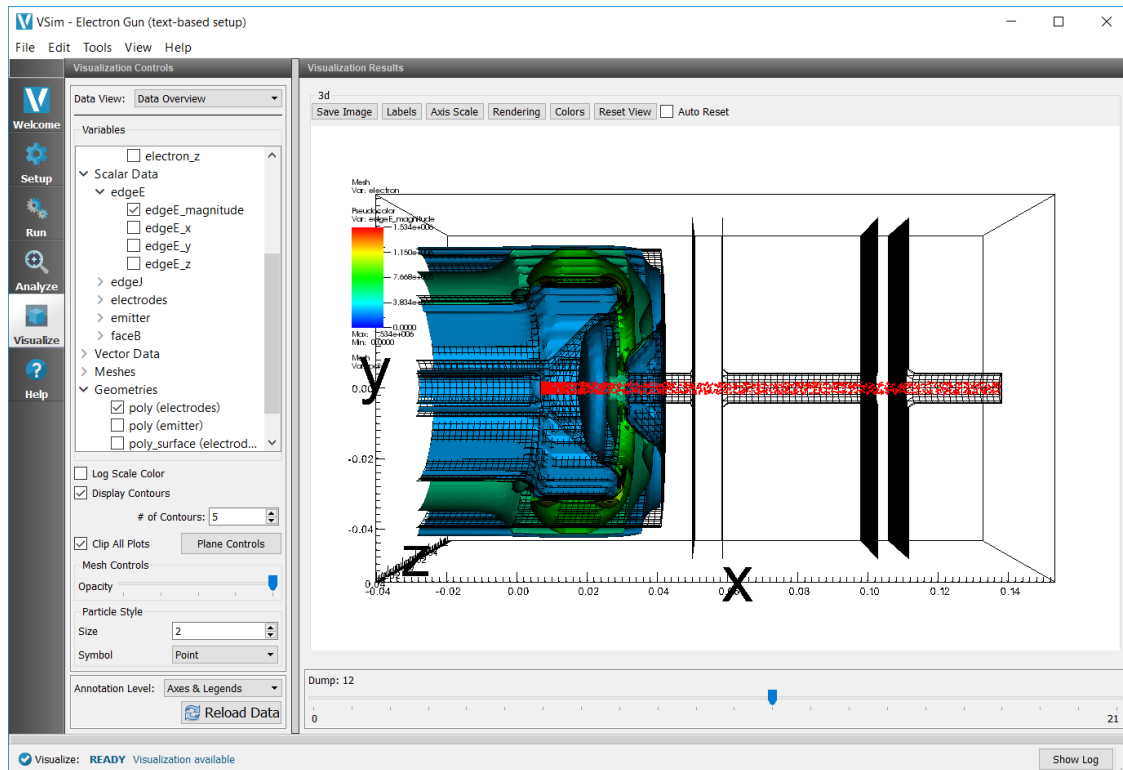 VSim - Electron Gun (text-based setup)
File Edit Tools View Help
Visualization Controls
Visualization Results
Welcome
Setup
Run
Analyze
Visualize
Help
Data View: Data Overview
Variables
electron_z
Scalar Data
edgeE
edgeE_magnitude
edgeE_x
edgeE_y
edgeE_z
edgeJ
electrodes
emitter
faceB
Vector Data
Meshes
Geometries
poly (electrodes)
poly (emitter)
poly_surface (electrod...
Log Scale Color
Display Contours
# of Contours: 5
Clip All Plots Plane Controls
Mesh Controls
Opacity
Particle Style
Size 2
Symbol Point
Annotation Level: Axes & Legends
Reload Data
3d
Save Image Labels Axis Scale Rendering Colors Reset View Auto Reset
Mesh
Var: electron
Pseudocolor
Var: edgeE_magnitude
1.534e+006
1.150e+
7.668e+
3.834e+
0.0000
Max: 534e+006
Min: 0.0000
Mesh
y
0.00
-0.02
-0.04
Z
X
-0.04 -0.02 0.00 0.02 0.04 0.08 0.10 0.12 0.14
Dump: 12
0 21
Visualize: READY Visualization available
Show Log